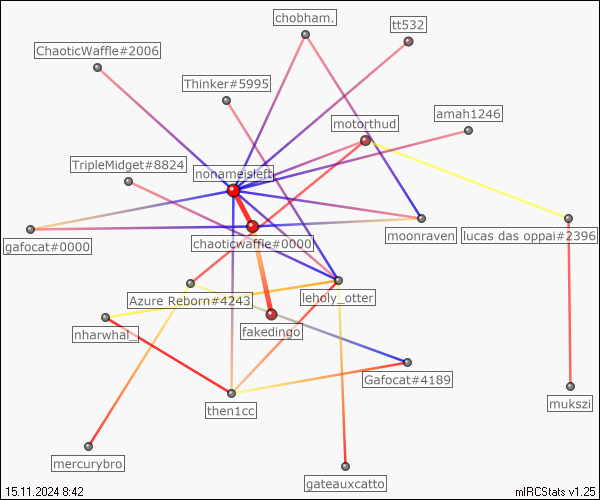 chobham.
tt532
ChaoticWaffle#2006
Thinker#5995
amah1246
motorthud
TripleMidget#8824
nonameisleft
gafocat#0000
chaoticwaffle#0000
moonraven
lucas das oppai#2396
Azure Reborn#4243
leholy_otter
nharwhal_
fakedingo
Gafocat#4189
then1cc
mukszi
mercurybro
gateauxcatto
15.11.2024 8:42
mIRCStats v1.25